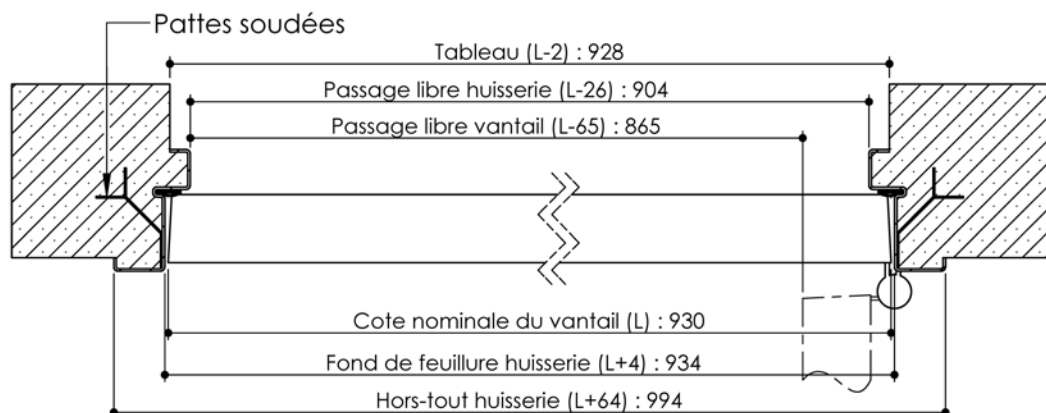 Pattes soudées
Tableau (L-2) : 928
Passage libre huisserie (L-26) : 904
Passage libre vantail (L-65) : 865
Cote nominale du vantail (L) : 930
Fond de feuillure huisserie (L+4) : 934
Hors-tout huisserie (L+64) : 994